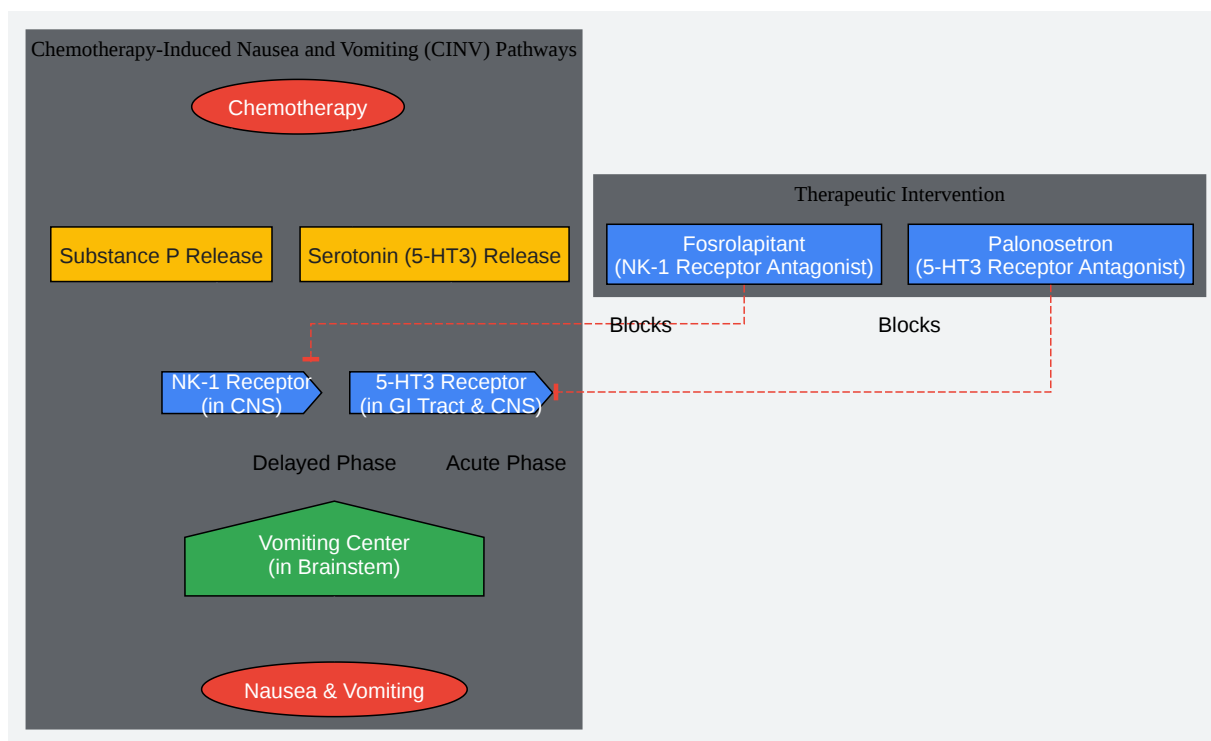 Chemotherapy-Induced Nausea and Vomiting (CINV) Pathways
Chemotherapy
Therapeutic Intervention
Substance P Release
Serotonin (5-HT3) Release
Fosrolapitant
(NK-1 Receptor Antagonist)
Palonosetron
(5-HT3 Receptor Antagonist)
Blocks
Blocks
NK-1 Receptor
(in CNS)
5-HT3 Receptor
(in GI Tract & CNS)
Delayed Phase
Acute Phase
Vomiting Center
(in Brainstem)
Nausea & Vomiting